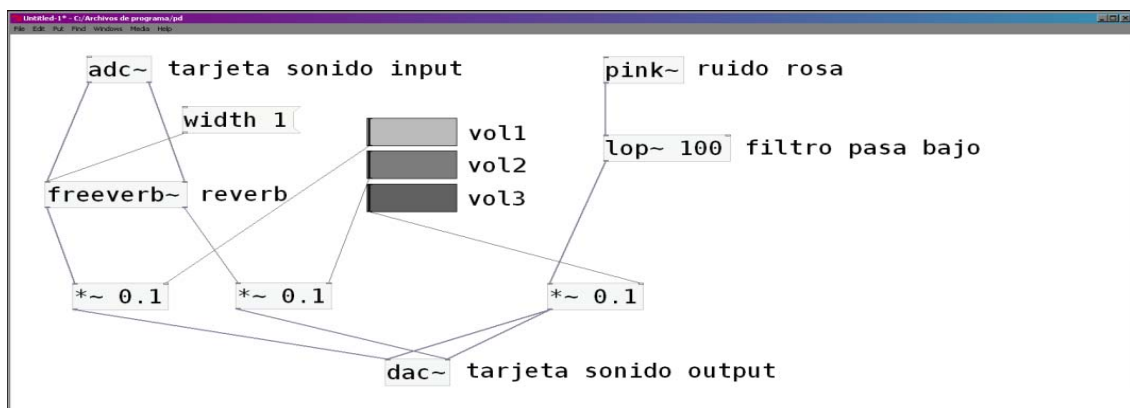 Untitled-1* - C:/Archivos de programa/pd
File Edit Put Find Windows Media Help
adc~ tarjeta sonido input
pink~ ruido rosa
width 1
vol1
lop~ 100 filtro pasa bajo
vol2
freeverb~ reverb
vol3
*~ 0.1
*~ 0.1
*~ 0.1
dac~ tarjeta sonido output